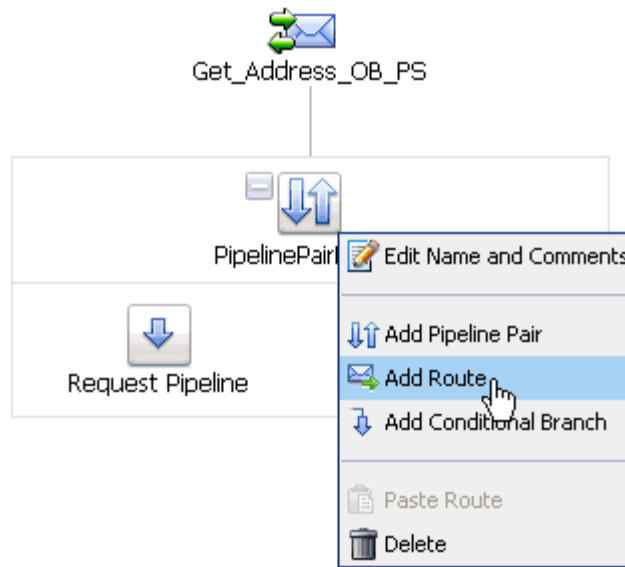 Get_Address_OB_PS
PipelinePair
Edit Name and Comments
Add Pipeline Pair
Add Route
Request Pipeline
Add Conditional Branch
Paste Route
Delete